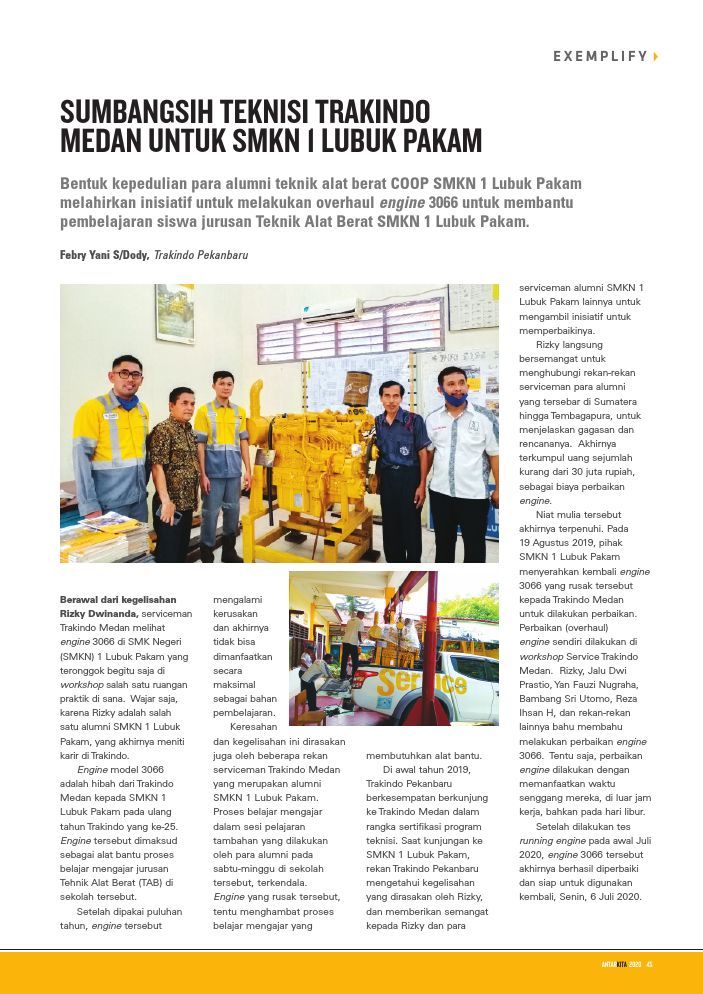 EXEMPLIFY
SUMBANGSIH TEKNISI TRAKINDO
MEDAN UNTUK SMKN 1 LUBUK PAKAM
Bentuk kepedulian para alumni teknik alat berat COOP SMKN 1 Lubuk Pakam
melahirkan inisiatif untuk melakukan overhaul engine 3066 untuk membantu
pembelajaran siswa jurusan Teknik Alat Berat SMKN 1 Lubuk Pakam.
Febry Yani S/Dody, Trakindo Pekanbaru
Berawal dari kegelisahan
Rizky Dwinanda, serviceman
Trakindo Medan melihat
engine 3066 di SMK Negeri
(SMKN) 1 Lubuk Pakam yang
teronggok begitu saja di
workshop salah satu ruangan
praktik di sana. Wajar saja,
karena Rizky adalah salah
satu alumni SMKN 1 Lubuk
Pakam, yang akhirnya meniti
karir di Trakindo.
Engine model 3066
adalah hibah dari Trakindo
Medan kepada SMKN 1
Lubuk Pakam pada ulang
tahun Trakindo yang ke-25.
Engine tersebut dimaksud
sebagai alat bantu proses
belajar mengajar jurusan
Tehnik Alat Berat (TAB) di
sekolah tersebut.
Setelah dipakai puluhan
tahun, engine tersebut
mengalami
kerusakan
dan akhirnya
tidak bisa
dimanfaatkan
secara
maksimal
sebagai bahan
pembelajaran.
Keresahan
dan kegelisahan ini dirasakan
juga oleh beberapa rekan
serviceman Trakindo Medan
yang merupakan alumni
SMKN 1 Lubuk Pakam.
Proses belajar mengajar
dalam sesi pelajaran
tambahan yang dilakukan
oleh para alumni pada
sabtu-minggu di sekolah
tersebut, terkendala.
Engine yang rusak tersebut,
tentu menghambat proses
belajar mengajar yang
Service
membutuhkan alat bantu.
Di awal tahun 2019,
Trakindo Pekanbaru
berkesempatan berkunjung
ke Trakindo Medan dalam
rangka sertifikasi program
teknisi. Saat kunjungan ke
SMKN 1 Lubuk Pakam,
rekan Trakindo Pekanbaru
mengetahui kegelisahan
yang dirasakan oleh Rizky,
dan memberikan semangat
kepada Rizky dan para
serviceman alumni SMKN 1
Lubuk Pakam lainnya untuk
mengambil inisiatif untuk
memperbaikinya.
Rizky langsung
bersemangat untuk
menghubungi rekan-rekan
serviceman para alumni
yang tersebar di Sumatera
hingga Tembagapura, untuk
menjelaskan gagasan dan
rencananya. Akhirnya
terkumpul uang sejumlah
kurang dari 30 juta rupiah,
sebagai biaya perbaikan
engine.
Niat mulia tersebut
akhirnya terpenuhi. Pada
19 Agustus 2019, pihak
SMKN 1 Lubuk Pakam
menyerahkan kembali engine
3066 yang rusak tersebut
kepada Trakindo Medan
untuk dilakukan perbaikan.
Perbaikan (overhaul)
engine sendiri dilakukan di
workshop Service Trakindo
Medan. Rizky, Jalu Dwi
Prastio, Yan Fauzi Nugraha,
Bambang Sri Utomo, Reza
Ihsan H, dan rekan-rekan
lainnya bahu membahu
melakukan perbaikan engine
3066. Tentu saja, perbaikan
engine dilakukan dengan
memanfaatkan waktu
senggang mereka, di luar jam
kerja, bahkan pada hari libur.
Setelah dilakukan tes
running engine pada awal Juli
2020, engine 3066 tersebut
akhirnya berhasil diperbaiki
dan siap untuk digunakan
kembali, Senin, 6 Juli 2020.
ANTARKITA 2020